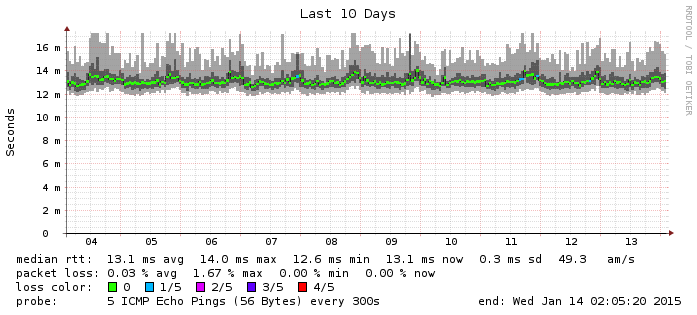 Last 10 Days
RRDTOOL / TOBI OETIKER
Seconds
16 m
14 m
12 m
10 m
8 m
6 m
4 m
2 m
0
04 05 06 07 08 09 10 11 12 13
median rtt: 13.1 ms avg 14.0 ms max 12.6 ms min 13.1 ms now 0.3 ms sd 49.3 am/s
packet loss: 0.03 % avg 1.67 % max 0.00 % min 0.00 % now
loss color: 0 1/5 2/5 3/5 4/5
probe: 5 ICMP Echo Pings (56 Bytes) every 300s end: Wed Jan 14 02:05:20 2015